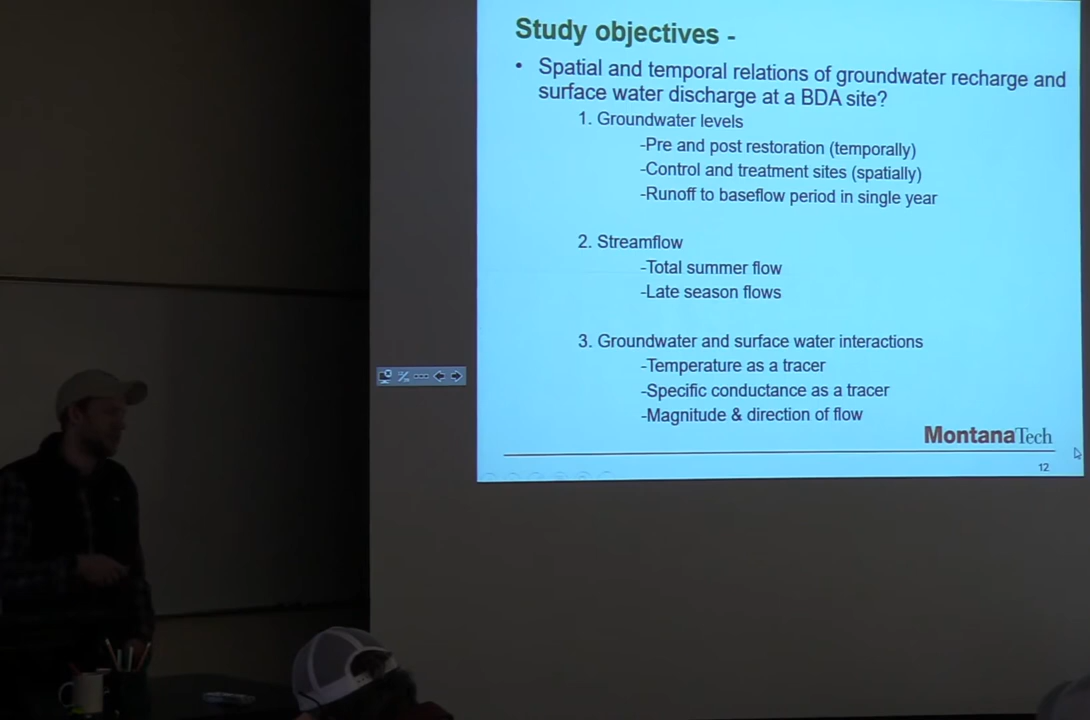 Study objectives -
• Spatial and temporal relations of groundwater recharge and
surface water discharge at a BDA site?
1. Groundwater levels
-Pre and post restoration (temporally)
-Control and treatment sites (spatially)
-Runoff to baseflow period in single year
2. Streamflow
-Total summer flow
-Late season flows
3. Groundwater and surface water interactions
-Temperature as a tracer
-Specific conductance as a tracer
-Magnitude & direction of flow
MontanaTech
12